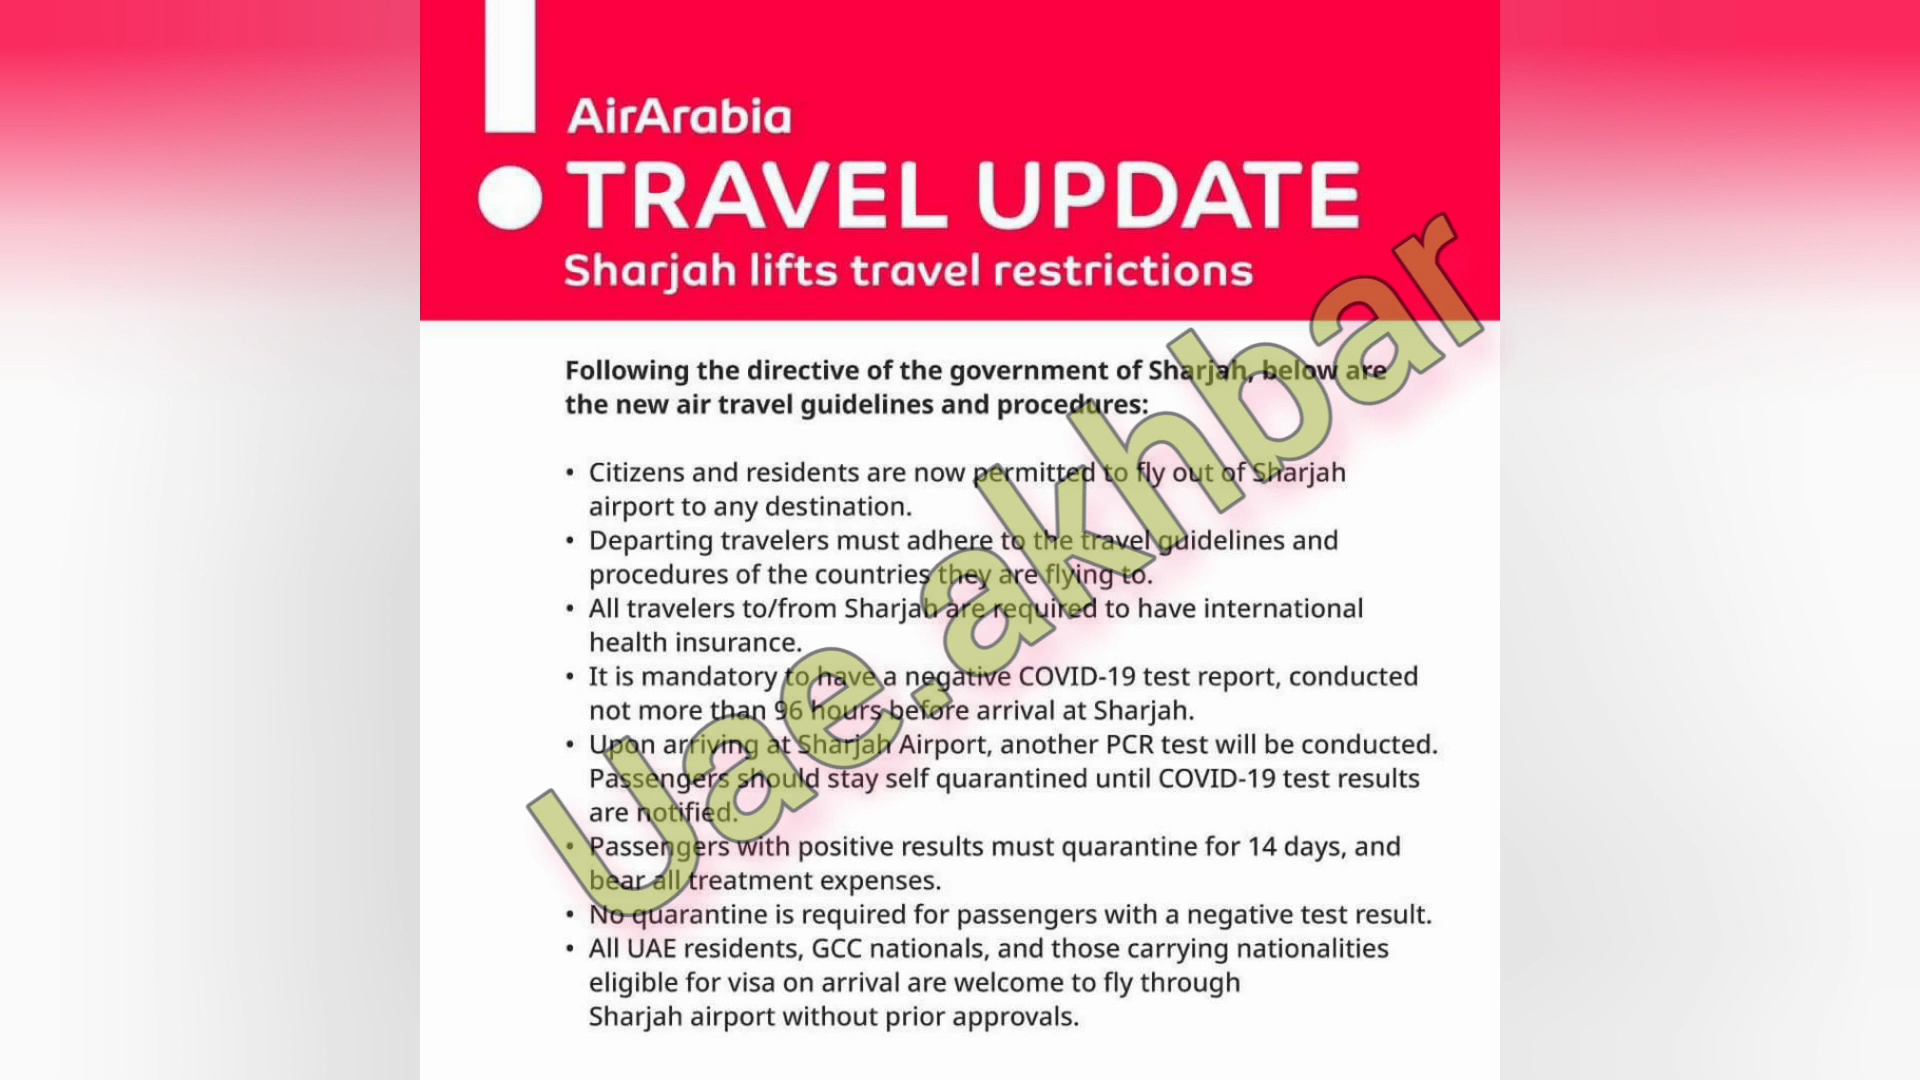 AirArabia
TRAVEL UPDATE
Sharjah lifts travel restrictions
Following the directive of the government of Sharjah, below are
the new air travel guidelines and procedures:
• Citizens and residents are now permitted to fly out of Sharjah
airport to any destination.
• Departing travelers must adhere to the travel guidelines and
procedures of the countries they are flying to.
• All travelers to/from Sharjah are required to have international
health insurance.
• It is mandatory to have a negative COVID-19 test report, conducted
not more than 96 hours before arrival at Sharjah.
• Upon arriving at Sharjah Airport, another PCR test will be conducted.
Passengers should stay self quarantined until COVID-19 test results
are notified.
• Passengers with positive results must quarantine for 14 days, and
bear all treatment expenses.
• No quarantine is required for passengers with a negative test result.
• All UAE residents, GCC nationals, and those carrying nationalities
eligible for visa on arrival are welcome to fly through
Sharjah airport without prior approvals.
Uae.akhbar